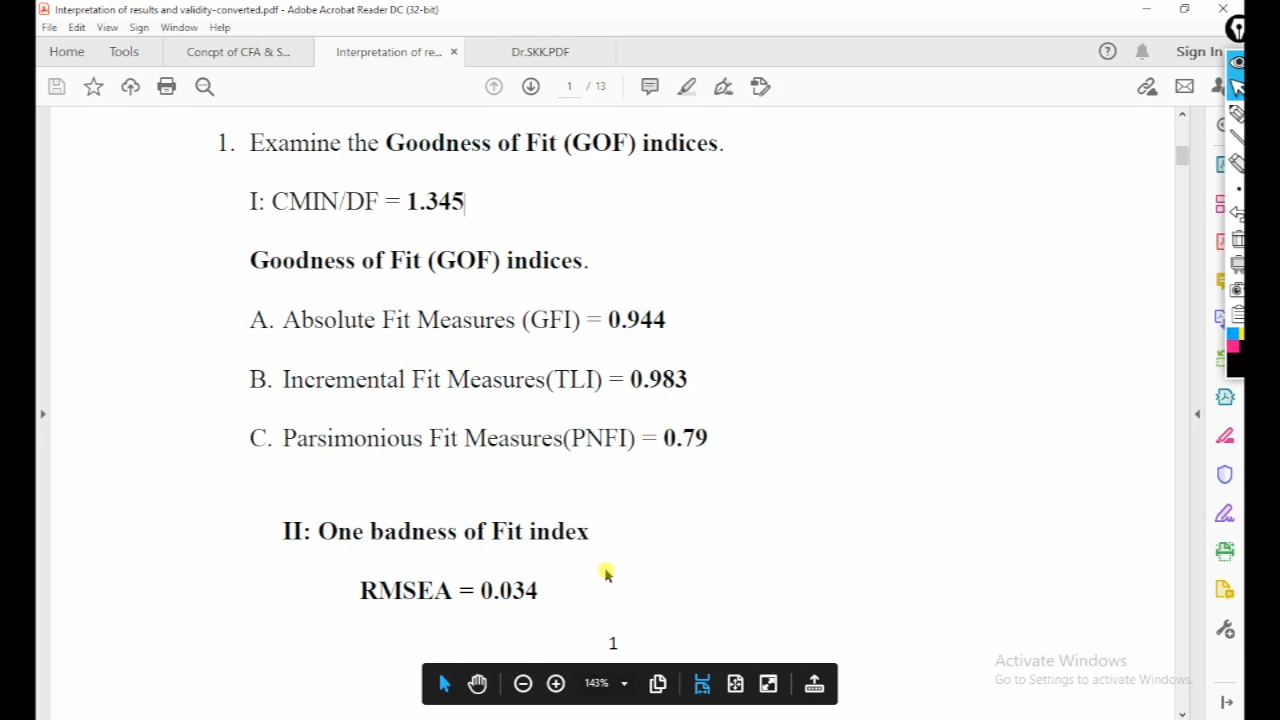 Interpretation of results and validity-converted.pdf - Adobe Acrobat Reader DC (32-bit)
File Edit View Sign Window Help
Home Tools Concpt of CFA & S... Interpretation of re... × Dr.SKK.PDF Sign In
1 / 13
1. Examine the Goodness of Fit (GOF) indices.
I: CMIN/DF = 1.345
Goodness of Fit (GOF) indices.
A. Absolute Fit Measures (GFI) = 0.944
B. Incremental Fit Measures(TLI) = 0.983
C. Parsimonious Fit Measures(PNFI) = 0.79
II: One badness of Fit index
RMSEA = 0.034
1
143%
Activate Windows
Go to Settings to activate Windows.